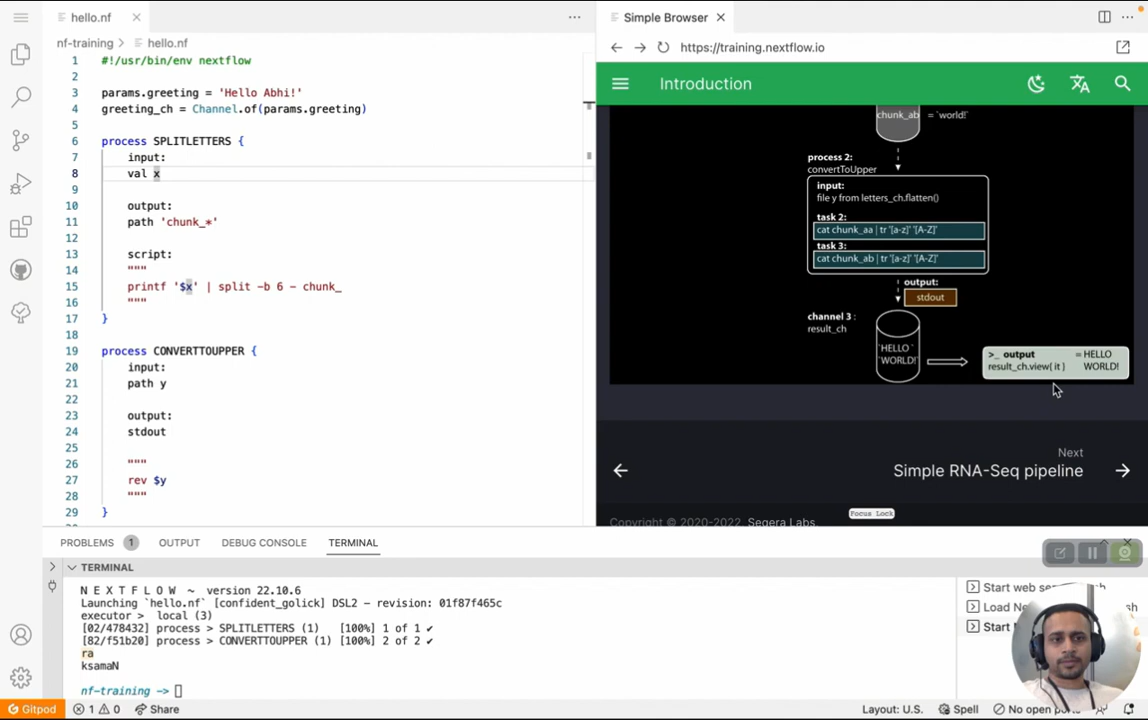 hello.nf
Simple Browser
nf-training > hello.nf
https://training.nextflow.io
Introduction
1 #!/usr/bin/env nextflow
2
3 params.greeting = 'Hello Abhi!'
4 greeting_ch = Channel.of(params.greeting)
5
6 process SPLITLETTERS {
7 input:
8 val x
9
10 output:
11 path 'chunk_*'
12
13 script:
14 """
15 printf '$x' | split -b 6 - chunk_
16 """
17 }
18
19 process CONVERTTOUPPER {
20 input:
21 path y
22
23 output:
24 stdout
25
26 """
27 rev $y
28 """
29 }
chunk_ab = `world!`
process 2:
convertToUpper
input:
file y from letters_ch.flatten()
task 2:
cat chunk_aa | tr '[a-z]' '[A-Z]'
task 3:
cat chunk_ab | tr '[a-z]' '[A-Z]'
output:
stdout
channel 3 :
result_ch
`HELLO `
`WORLD!`
>_ output = HELLO
result_ch.view( it ) WORLD!
Next
Simple RNA-Seq pipeline
Focus Lock
Copyright © 2020-2022, Seqera Labs.
PROBLEMS 1 OUTPUT DEBUG CONSOLE TERMINAL
TERMINAL
N E X T F L O W ~ version 22.10.6
Launching `hello.nf` [confident_golick] DSL2 - revision: 01f87f465c
executor > local (3)
[02/478432] process > SPLITLETTERS (1) [100%] 1 of 1 ✔
[82/f51b20] process > CONVERTTOUPPER (1) [100%] 2 of 2 ✔
ra
ksamaN
nf-training ->
Start web
Load
Start
Gitpod 1 0 Share
Layout: U.S. Spell No open